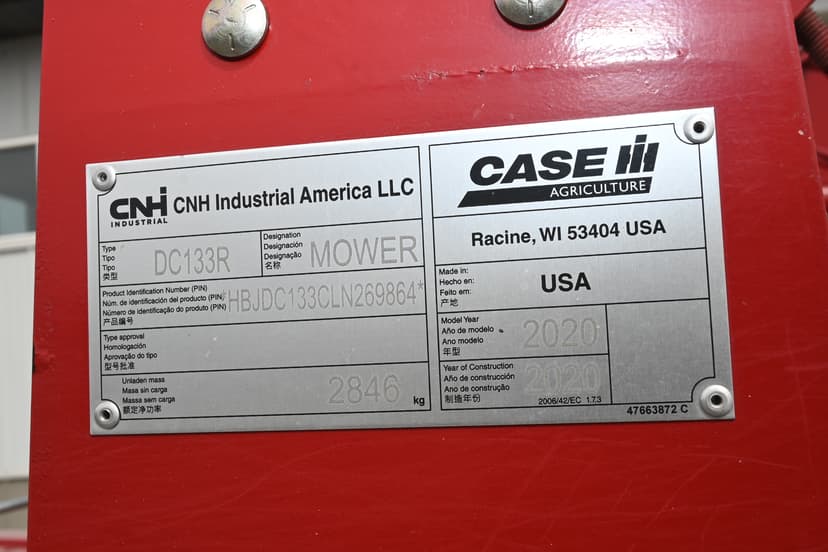 CNH
INDUSTRIAL
CNH Industrial America LLC
Type
Tipo
Tipo
类型
DC133R
Designation
Designación
Designação
名称
MOWER
Product Identification Number (PIN)
Núm. de identificación del producto (PIN)
Número de identificação do produto (PIN)
产品编号
*HBJDC133CLN269864*
Type approval
Homologación
Aprovação do tipo
型号批准
Unladen mass
Masa sin carga
Massa sem carga
额定净功率
2846 kg
CASE IH
AGRICULTURE
Racine, WI 53404 USA
Made in:
Hecho en:
Feito em:
产地
USA
Model Year
Año de modelo
Ano modelo
年型
2020
Year of Construction
Año de construcción
Ano de construção
制造年份
2020
2006/42/EC 1.7.3
47663872 C